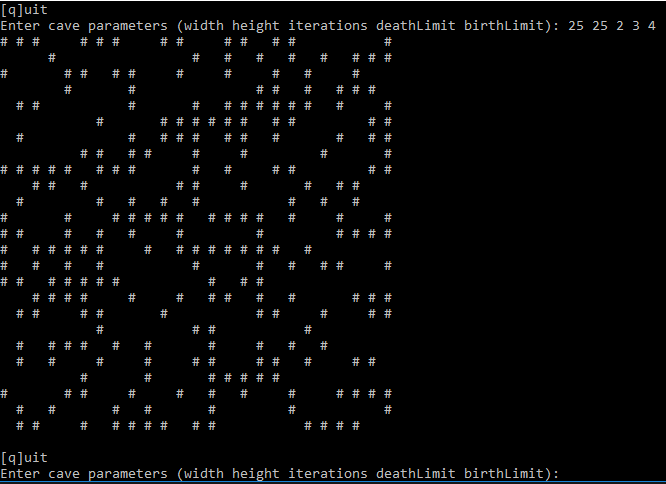 [q]uit
Enter cave parameters (width height iterations deathLimit birthLimit): 25 25 2 3 4
# # #     # # #     # #     # #   # #           #
      #                 #   #   #   #   #   # # #
#       # #   # #     #     #     #   #     #
        #       #               # #   #   # # #
  # #           #       #   # # # # # #   #     #
            #       # # # # # #   # #         # #
  #             #   # # #   # #   #       #   # #
          # #   # #     #     #         #       #
# # # # #   # # #       #   #     # #         # #
    # #   #           # #     #       #   # #
  #         #   #   #   #           #   #   #
#       #     # # # # #   # # # #   #     #     #
# #     #   #   #     #         #         # # # #
#   # # # # #     #   # # # # # # #   #
#   #   #   #           #       #   #   # #     #
# #   # # # # #           #   # #
    # # # #     #     #   # #   #   #       # # #
  # #     # #       #           # #     #     # #
            #           # #           #
  #   # # #   #   #       #     #   #   #
  #   #     #     #     # #     # #   #     # #
          #       #       # # # # #
#       # #     #     #   #   #     #     # # # #
  #   #       #   #       #         #           #
  # #     #   # # # #   # #           # # # #
[q]uit
Enter cave parameters (width height iterations deathLimit birthLimit):